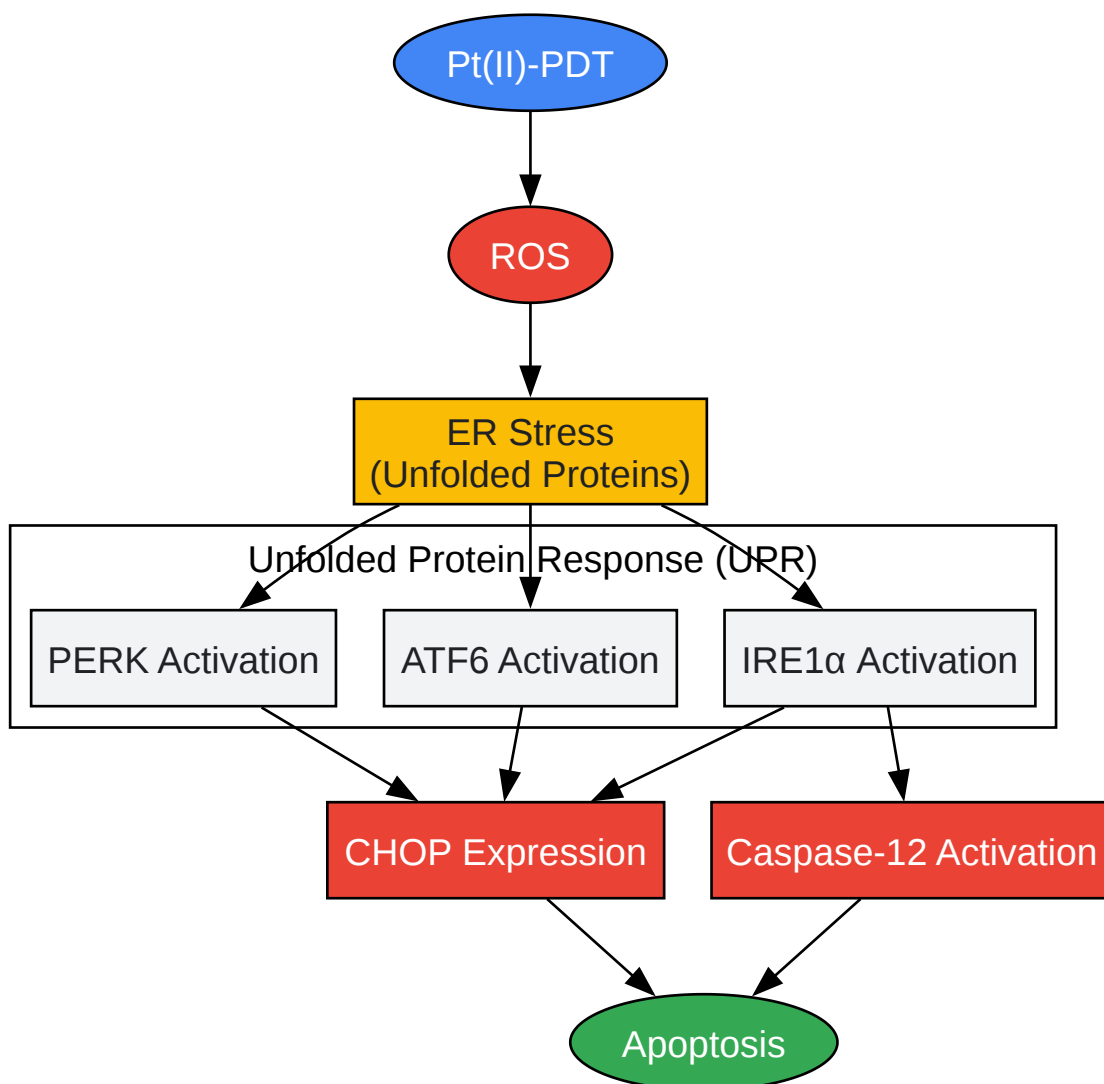 Pt(II)-PDT
ROS
ER Stress
(Unfolded Proteins)
Unfolded Protein Response (UPR)
PERK Activation
ATF6 Activation
IRE1α Activation
CHOP Expression
Caspase-12 Activation
Apoptosis